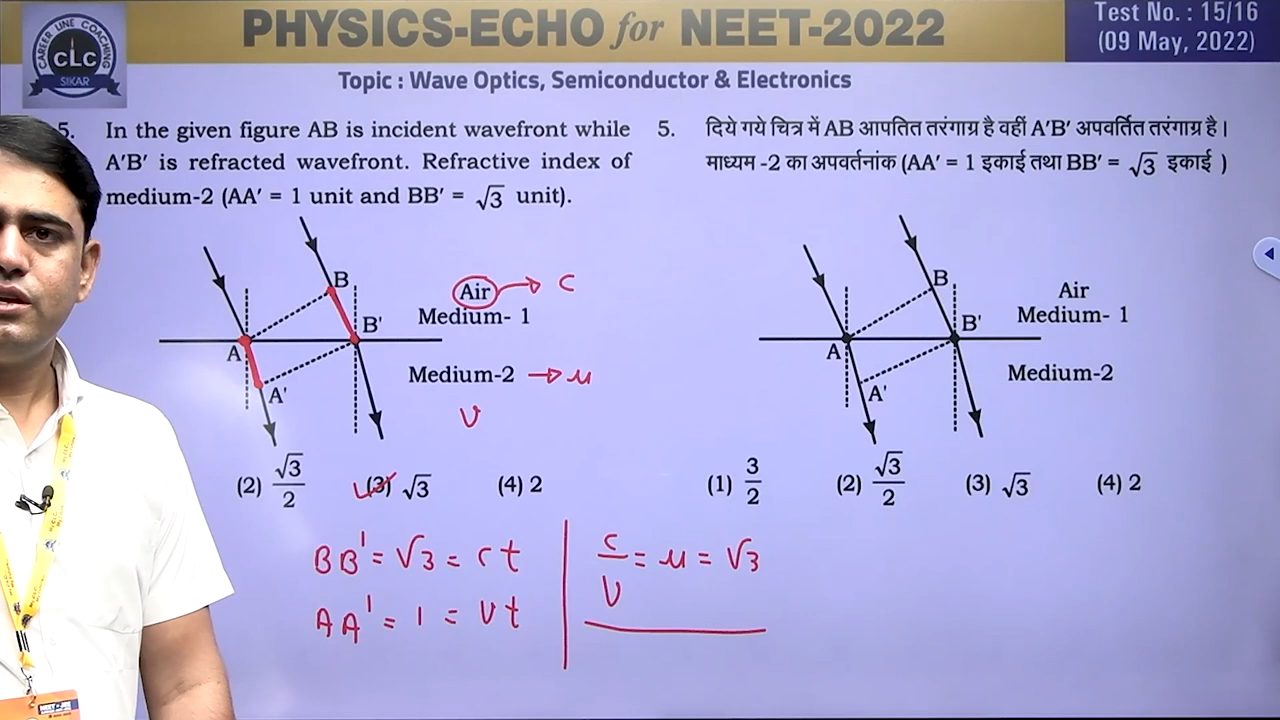 PHYSICS-ECHO for NEET-2022
Test No. : 15/16
(09 May, 2022)
CAREER LINE COACHING
CLC
SIKAR
Topic : Wave Optics, Semiconductor & Electronics
5. In the given figure AB is incident wavefront while
A′B′ is refracted wavefront. Refractive index of
medium-2 (AA′ = 1 unit and BB′ = √3 unit).
B
Air → C
Medium- 1
B'
A
Medium-2 → μ
A'
V
(2) √3/2 (3) √3 (4) 2
BB' = √3 = ct
AA' = 1 = vt
c/v = μ = √3
5. दिये गये चित्र में AB आपतित तरंगाग्र है वहीं A′B′ अपवर्तित तरंगाग्र है।
माध्यम -2 का अपवर्तनांक (AA′ = 1 इकाई तथा BB′ = √3 इकाई )
B
Air
Medium- 1
B'
A
Medium-2
A'
(1) 3/2 (2) √3/2 (3) √3 (4) 2